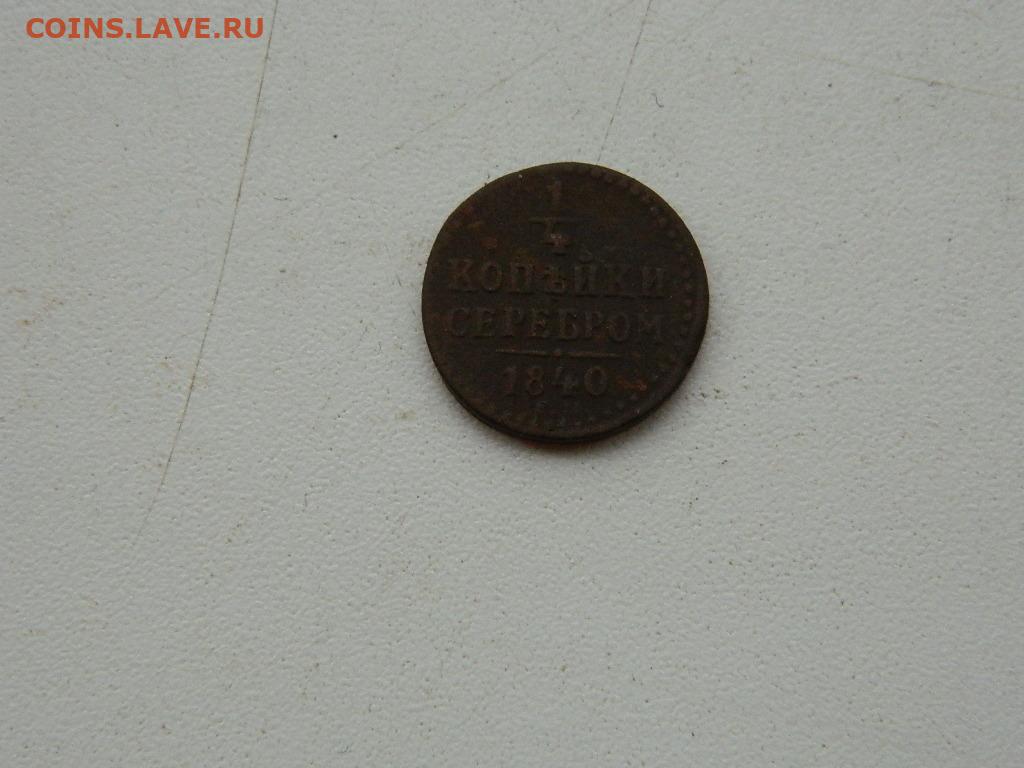 COINS.LAVE.RU
1
4
КОПѢЙКИ
СЕРЕБРОМ
1840